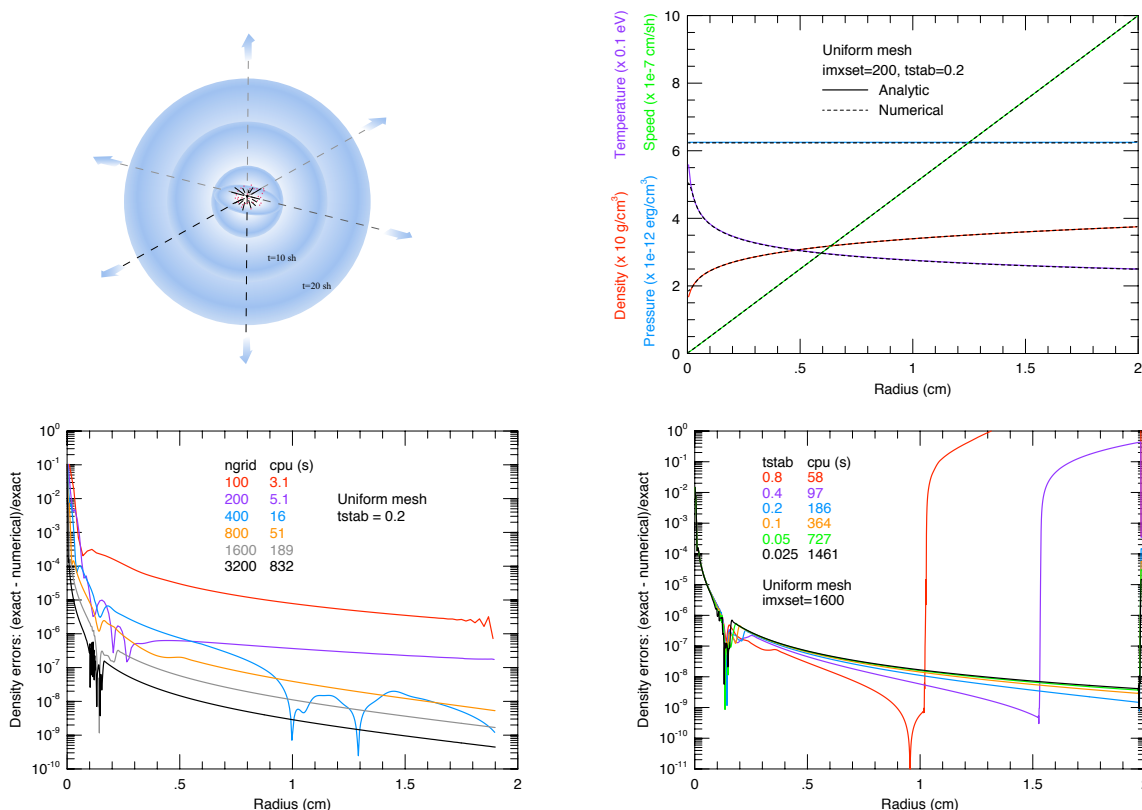 t=10 sh
t=20 sh
Temperature (x 0.1 eV)
Speed (x 1e-7 cm/sh)
Density (x 10 g/cm³)
Pressure (x 1e-12 erg/cm³)
10
8
6
4
2
0
Uniform mesh
imxset=200, tstab=0.2
Analytic
Numerical
0 .5 1 1.5 2
Radius (cm)
Density errors: (exact - numerical)/exact
10⁰
10⁻¹
10⁻²
10⁻³
10⁻⁴
10⁻⁵
10⁻⁶
10⁻⁷
10⁻⁸
10⁻⁹
10⁻¹⁰
ngrid cpu (s)
100 3.1
200 5.1
400 16
800 51
1600 189
3200 832
Uniform mesh
tstab = 0.2
0 .5 1 1.5 2
Radius (cm)
Density errors: (exact - numerical)/exact
10⁰
10⁻¹
10⁻²
10⁻³
10⁻⁴
10⁻⁵
10⁻⁶
10⁻⁷
10⁻⁸
10⁻⁹
10⁻¹⁰
10⁻¹¹
tstab cpu (s)
0.8 58
0.4 97
0.2 186
0.1 364
0.05 727
0.025 1461
Uniform mesh
imxset=1600
0 .5 1 1.5
Radius (cm)